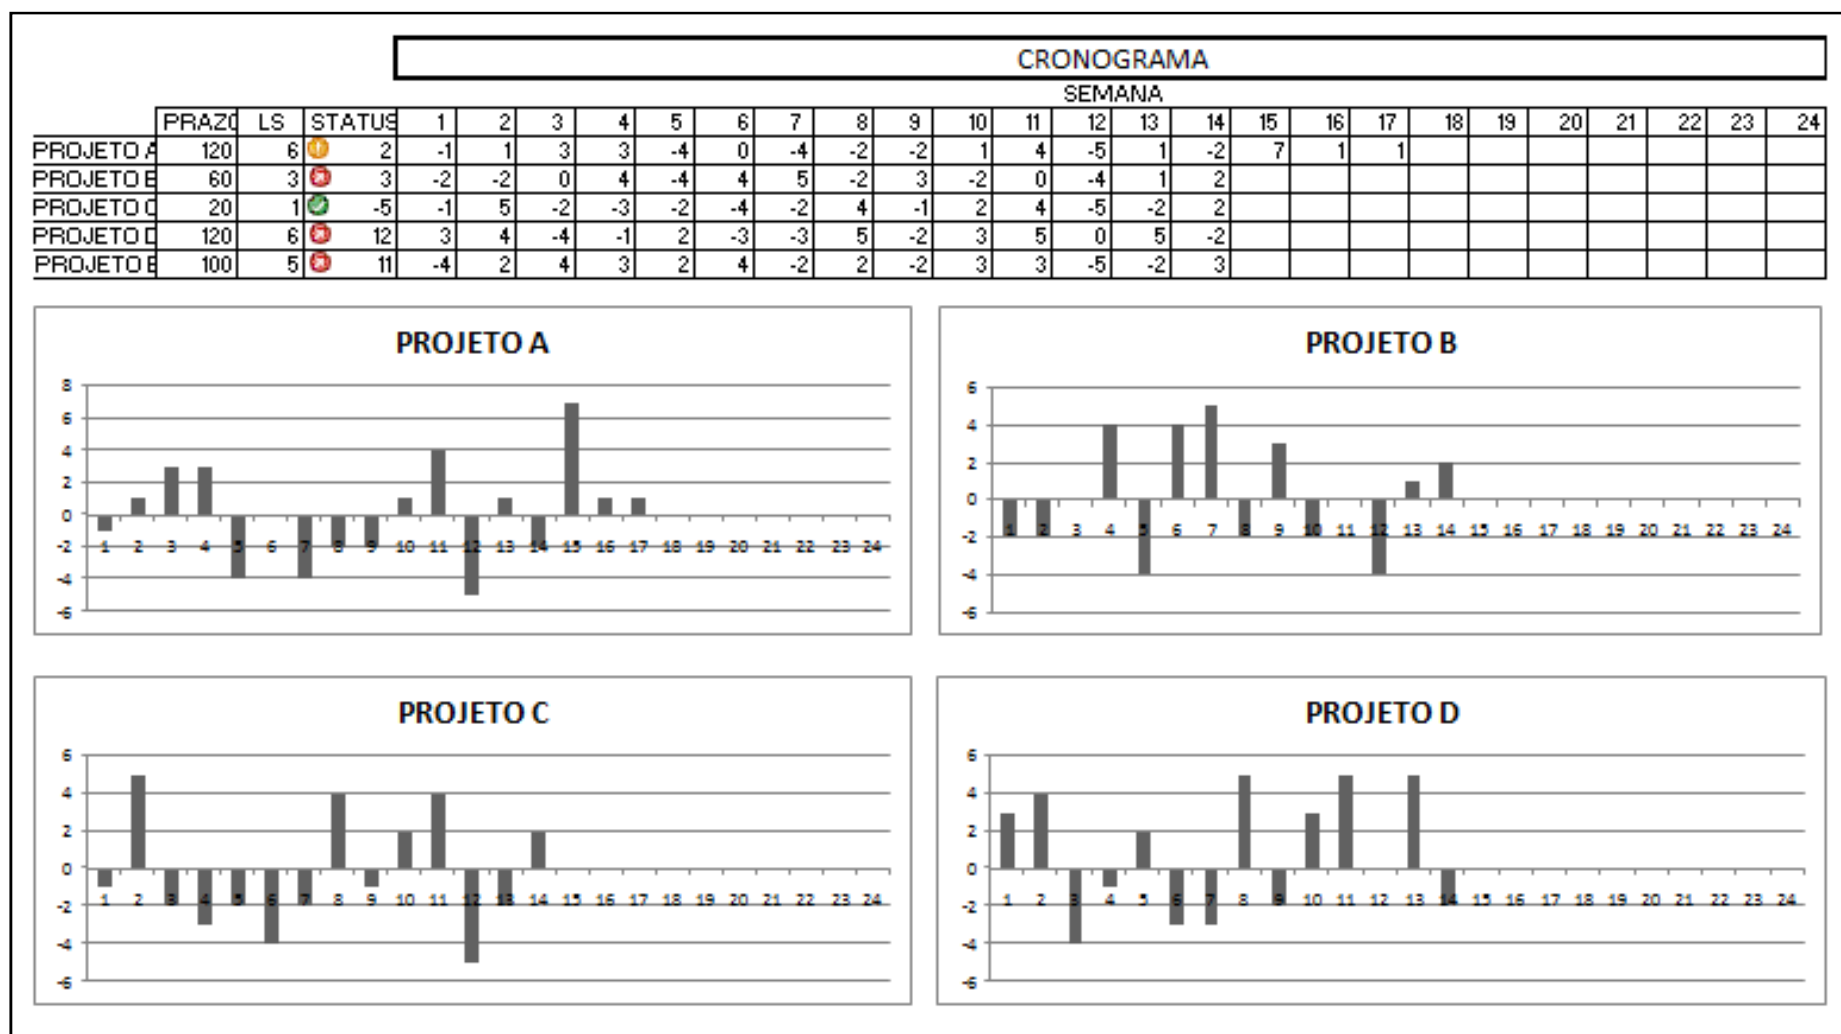 CRONOGRAMA
SEMANA
PRAZO LS STATUS 1 2 3 4 5 6 7 8 9 10 11 12 13 14 15 16 17 18 19 20 21 22 23 24
PROJETO A 120 6 2 -1 1 3 3 -4 0 -4 -2 -2 1 4 -5 1 -2 7 1 1
PROJETO B 60 3 3 -2 -2 0 4 -4 4 5 -2 3 -2 0 -4 1 2
PROJETO C 20 1 -5 -1 5 -2 -3 -2 -4 -2 4 -1 2 4 -5 -2 2
PROJETO D 120 6 12 3 4 -4 -1 2 -3 -3 5 -2 3 5 0 5 -2
PROJETO E 100 5 11 -4 2 4 3 2 4 -2 2 -2 3 3 -5 -2 3
PROJETO A
8
6
4
2
0
-2
-4
-6
1 2 3 4 5 6 7 8 9 10 11 12 13 14 15 16 17 18 19 20 21 22 23 24
PROJETO B
6
4
2
0
-2
-4
-6
1 2 3 4 5 6 7 8 9 10 11 12 13 14 15 16 17 18 19 20 21 22 23 24
PROJETO C
6
4
2
0
-2
-4
-6
1 2 3 4 5 6 7 8 9 10 11 12 13 14 15 16 17 18 19 20 21 22 23 24
PROJETO D
6
4
2
0
-2
-4
-6
1 2 3 4 5 6 7 8 9 10 11 12 13 14 15 16 17 18 19 20 21 22 23 24